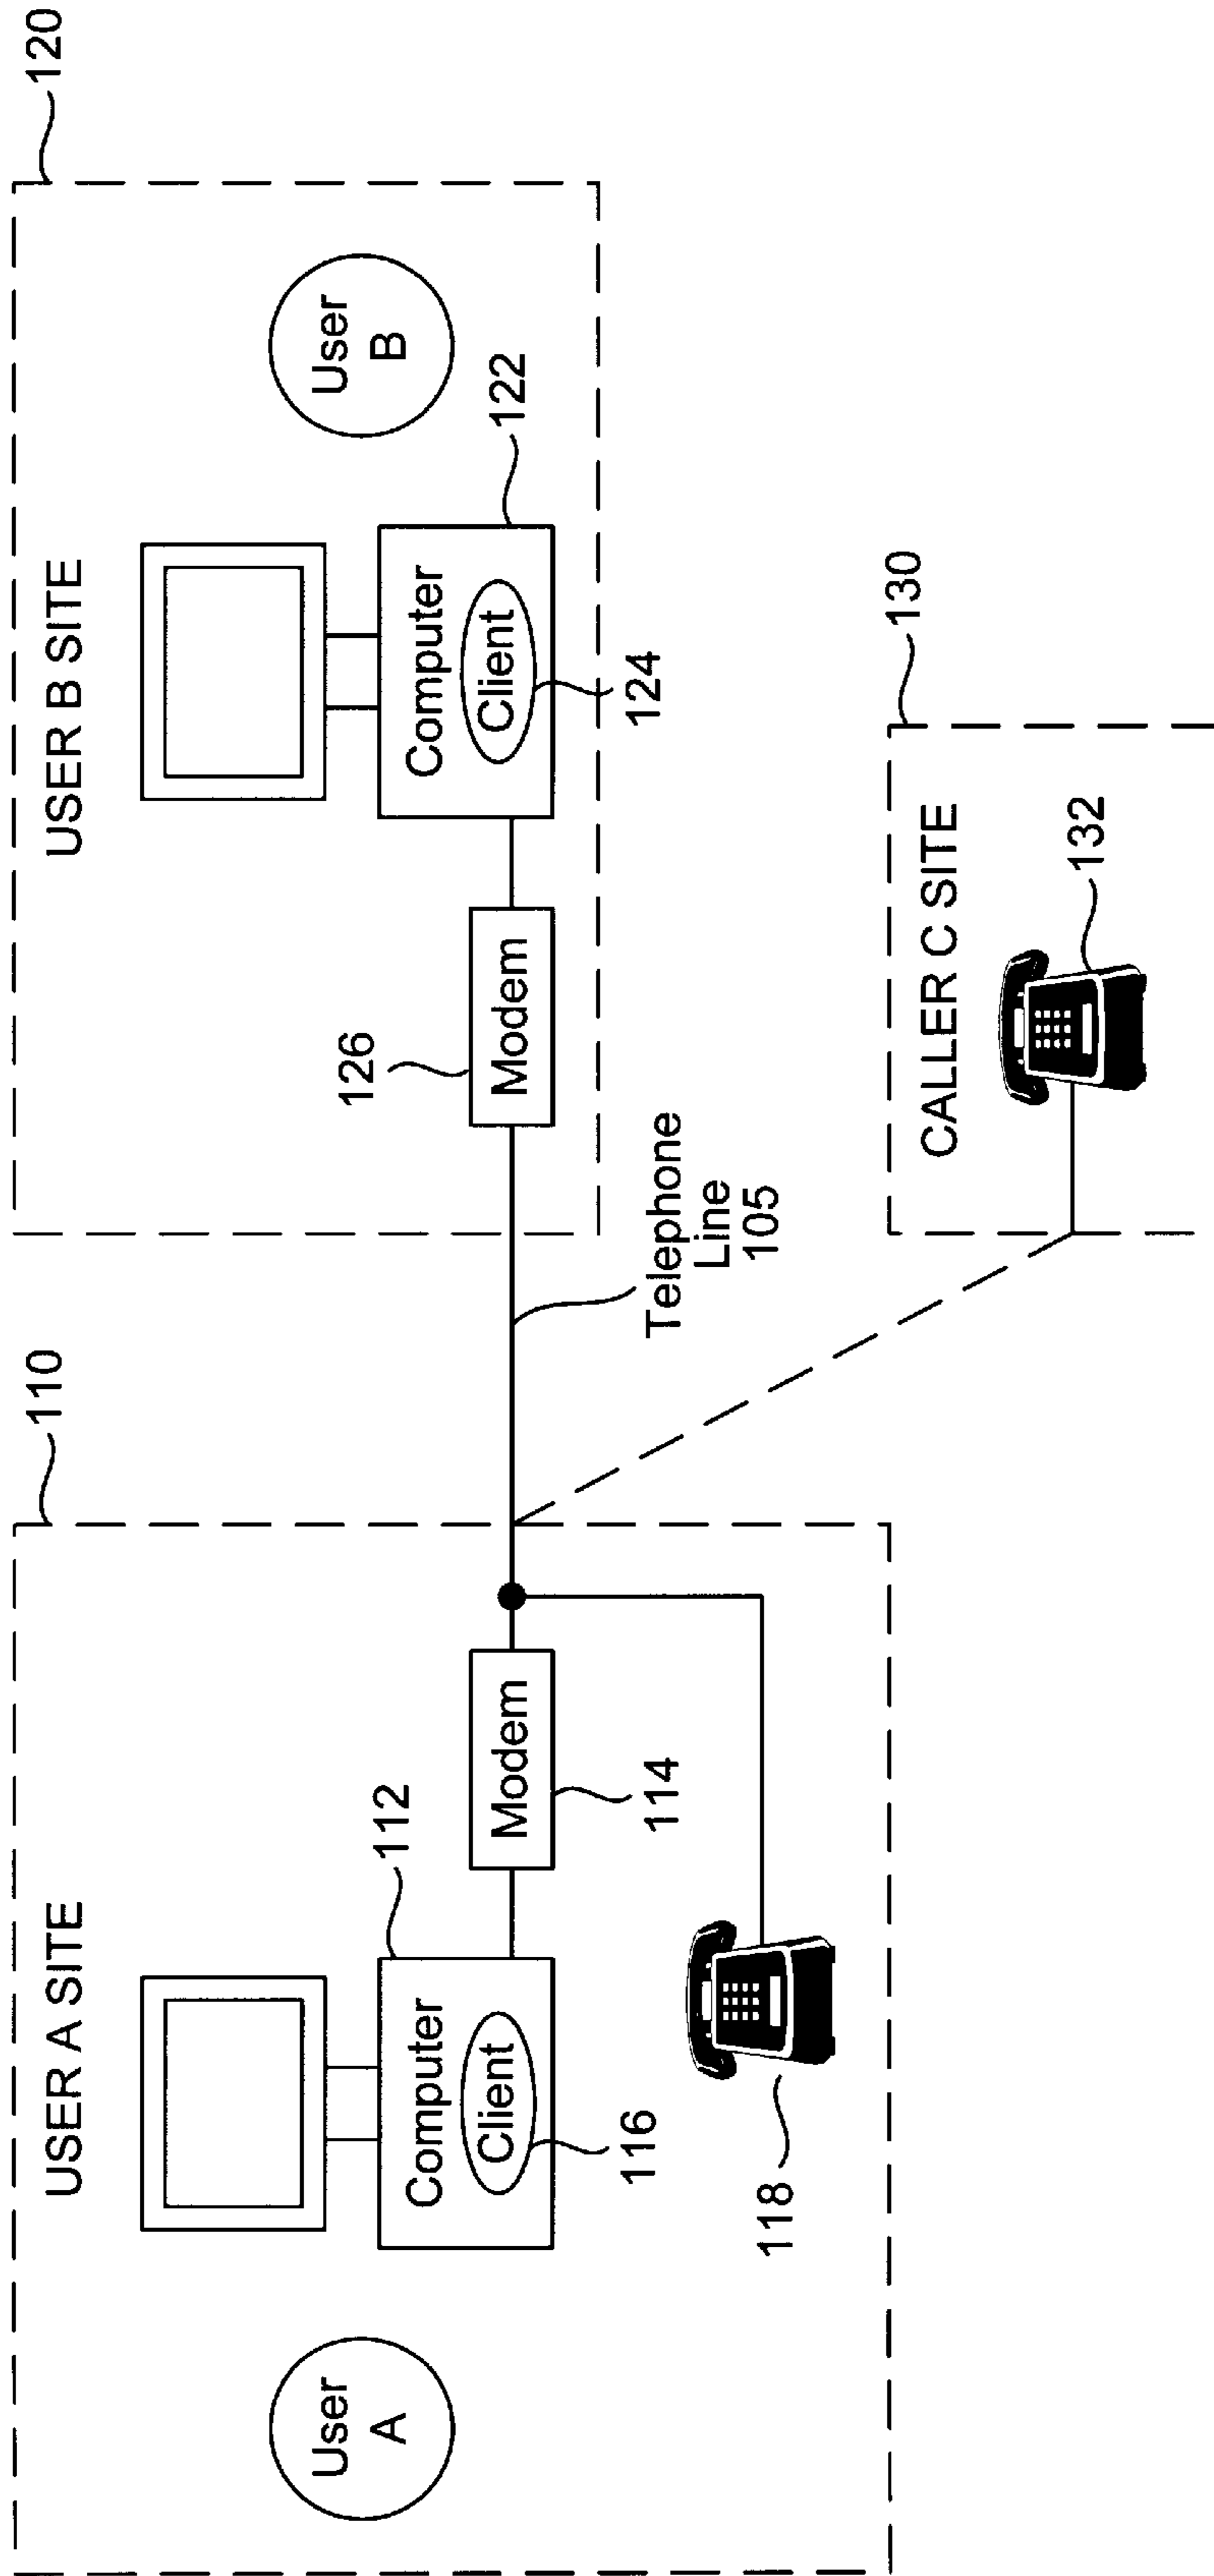 110
120
USER A SITE
USER B SITE
User
A
User
B
Computer
Client
112
116
Modem
114
118
126
Modem
Computer
Client
122
124
Telephone
Line
105
130
CALLER C SITE
132